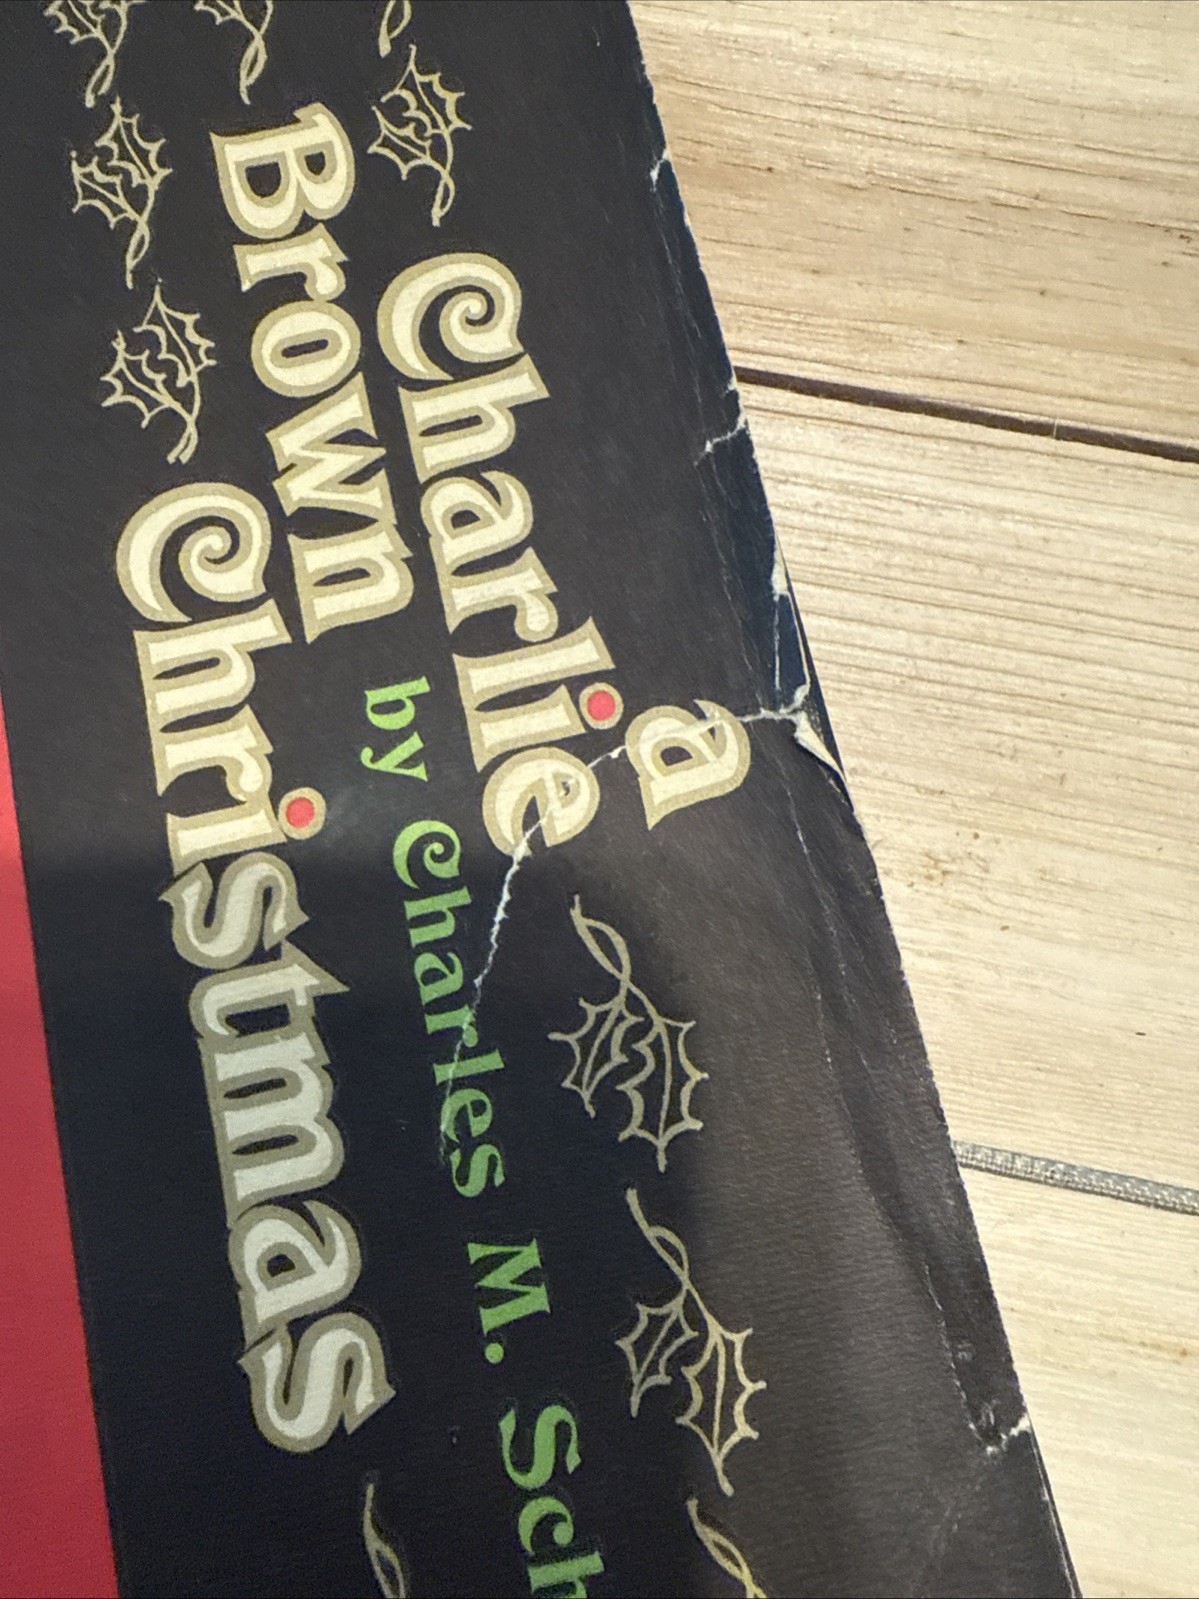 a
Charlie
Brown
by Charles M. Sch
Christmas